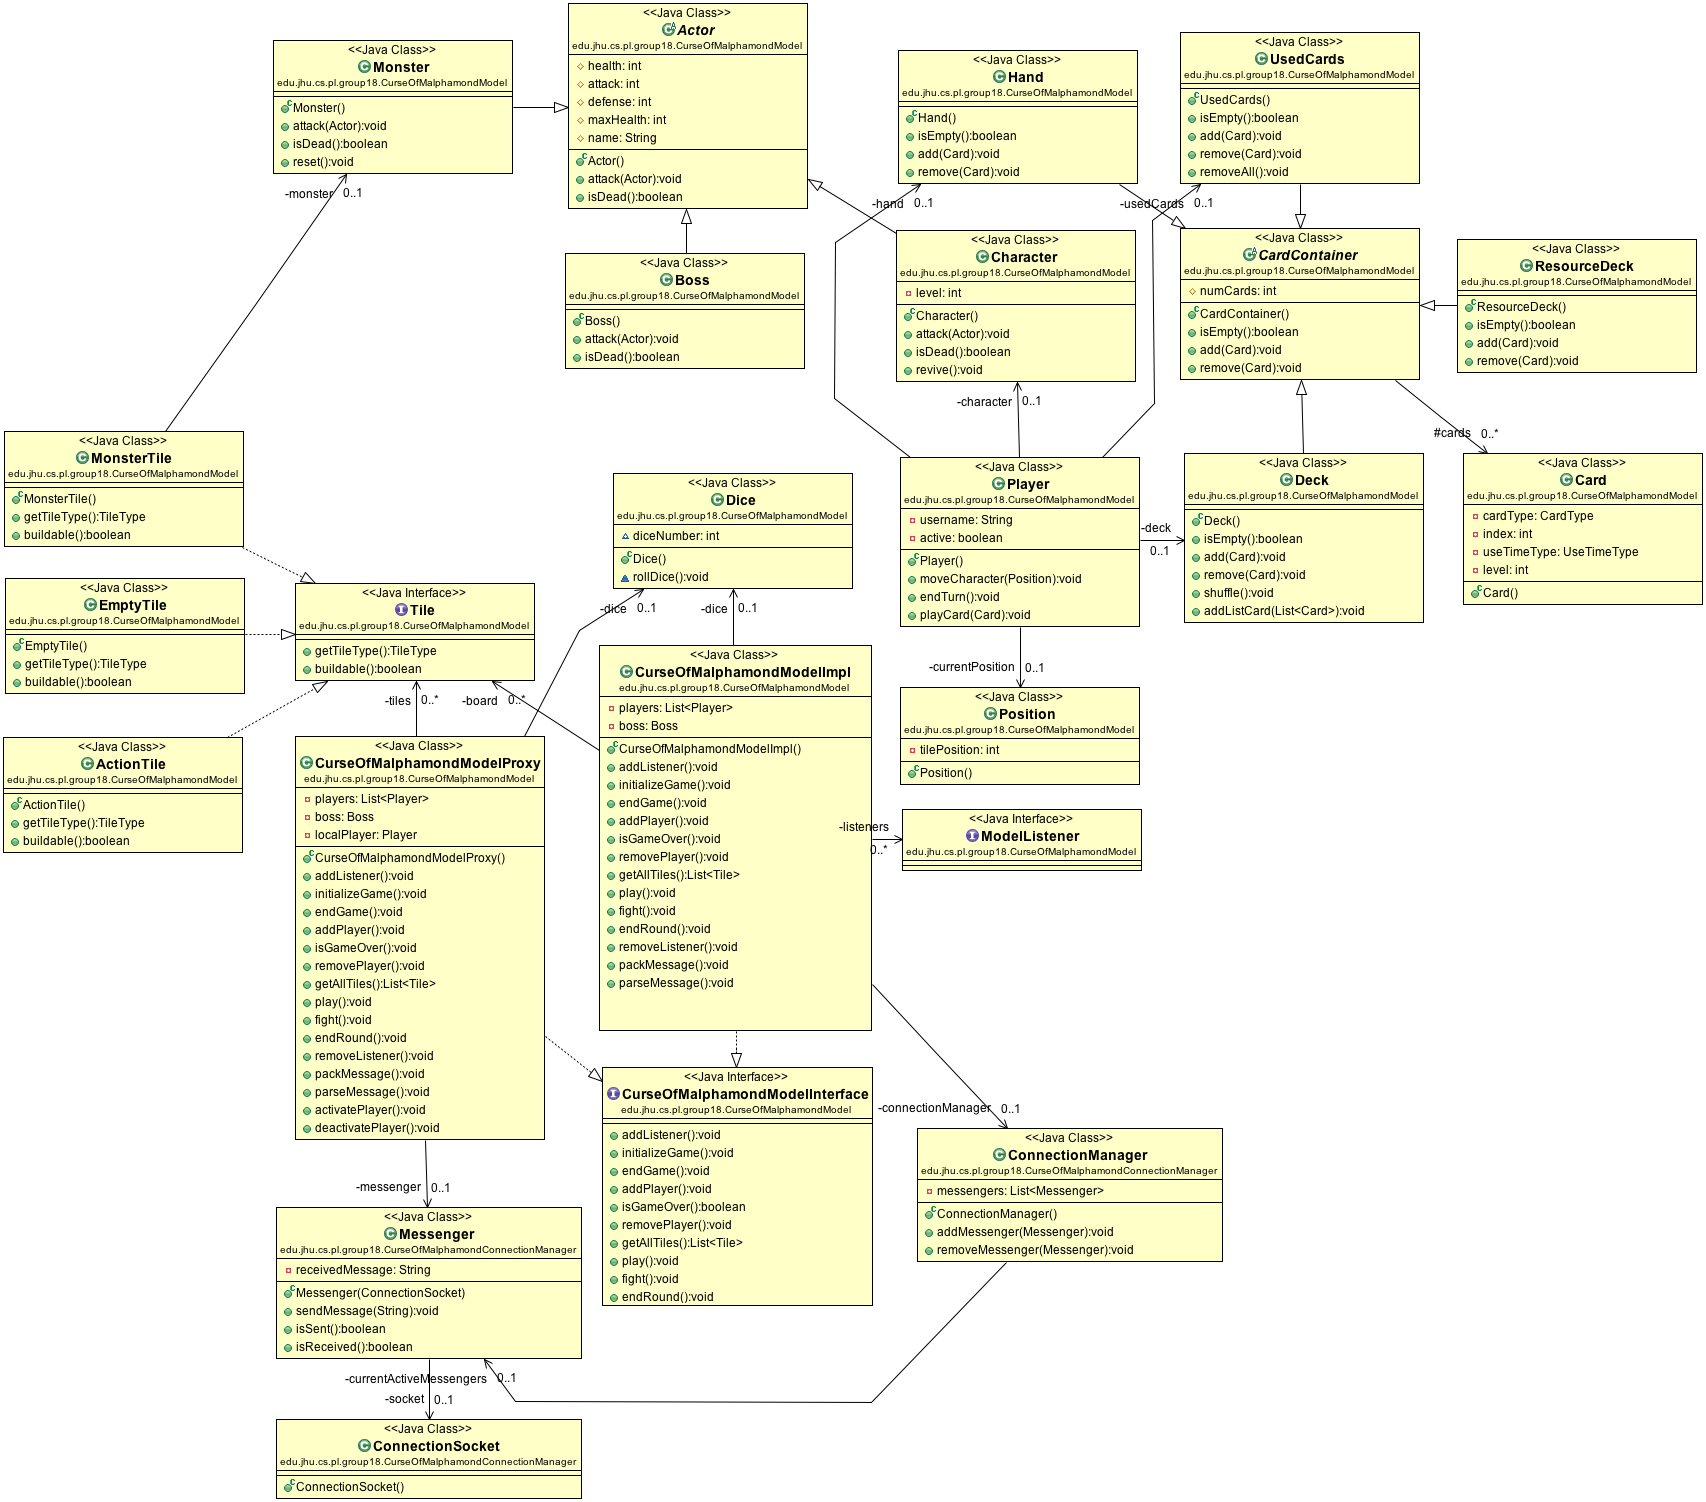 <<Java Class>>
Actor
edu.jhu.cs.pl.group18.CurseOfMalphamondModel
health: int
attack: int
defense: int
maxHealth: int
name: String
Actor()
attack(Actor):void
isDead():boolean
<<Java Class>>
Monster
edu.jhu.cs.pl.group18.CurseOfMalphamondModel
Monster()
attack(Actor):void
isDead():boolean
reset():void
-monster 0..1
<<Java Class>>
Hand
edu.jhu.cs.pl.group18.CurseOfMalphamondModel
Hand()
isEmpty():boolean
add(Card):void
remove(Card):void
-hand 0..1
<<Java Class>>
UsedCards
edu.jhu.cs.pl.group18.CurseOfMalphamondModel
UsedCards()
isEmpty():boolean
add(Card):void
remove(Card):void
removeAll():void
-usedCards 0..1
<<Java Class>>
Boss
edu.jhu.cs.pl.group18.CurseOfMalphamondModel
Boss()
attack(Actor):void
isDead():boolean
<<Java Class>>
Character
edu.jhu.cs.pl.group18.CurseOfMalphamondModel
level: int
Character()
attack(Actor):void
isDead():boolean
revive():void
-character 0..1
<<Java Class>>
CardContainer
edu.jhu.cs.pl.group18.CurseOfMalphamondModel
numCards: int
CardContainer()
isEmpty():boolean
add(Card):void
remove(Card):void
<<Java Class>>
ResourceDeck
edu.jhu.cs.pl.group18.CurseOfMalphamondModel
ResourceDeck()
isEmpty():boolean
add(Card):void
remove(Card):void
#cards 0..*
<<Java Class>>
MonsterTile
edu.jhu.cs.pl.group18.CurseOfMalphamondModel
MonsterTile()
getTileType():TileType
buildable():boolean
<<Java Class>>
Dice
edu.jhu.cs.pl.group18.CurseOfMalphamondModel
diceNumber: int
Dice()
rollDice():void
-dice 0..1
-dice 0..1
<<Java Class>>
Player
edu.jhu.cs.pl.group18.CurseOfMalphamondModel
username: String
active: boolean
Player()
moveCharacter(Position):void
endTurn():void
playCard(Card):void
-deck
0..1
<<Java Class>>
Deck
edu.jhu.cs.pl.group18.CurseOfMalphamondModel
Deck()
isEmpty():boolean
add(Card):void
remove(Card):void
shuffle():void
addListCard(List<Card>):void
<<Java Class>>
Card
edu.jhu.cs.pl.group18.CurseOfMalphamondModel
cardType: CardType
index: int
useTimeType: UseTimeType
level: int
Card()
<<Java Class>>
EmptyTile
edu.jhu.cs.pl.group18.CurseOfMalphamondModel
EmptyTile()
getTileType():TileType
buildable():boolean
<<Java Interface>>
Tile
edu.jhu.cs.pl.group18.CurseOfMalphamondModel
getTileType():TileType
buildable():boolean
-tiles 0..*
-board 0..*
<<Java Class>>
ActionTile
edu.jhu.cs.pl.group18.CurseOfMalphamondModel
ActionTile()
getTileType():TileType
buildable():boolean
<<Java Class>>
CurseOfMalphamondModelProxy
edu.jhu.cs.pl.group18.CurseOfMalphamondModel
players: List<Player>
boss: Boss
localPlayer: Player
CurseOfMalphamondModelProxy()
addListener():void
initializeGame():void
endGame():void
addPlayer():void
isGameOver():void
removePlayer():void
getAllTiles():List<Tile>
play():void
fight():void
endRound():void
removeListener():void
packMessage():void
parseMessage():void
activatePlayer():void
deactivatePlayer():void
<<Java Class>>
CurseOfMalphamondModelImpl
edu.jhu.cs.pl.group18.CurseOfMalphamondModel
players: List<Player>
boss: Boss
CurseOfMalphamondModelImpl()
addListener():void
initializeGame():void
endGame():void
addPlayer():void
isGameOver():void
removePlayer():void
getAllTiles():List<Tile>
play():void
fight():void
endRound():void
removeListener():void
packMessage():void
parseMessage():void
-currentPosition 0..1
<<Java Class>>
Position
edu.jhu.cs.pl.group18.CurseOfMalphamondModel
tilePosition: int
Position()
-listeners
0..*
<<Java Interface>>
ModelListener
edu.jhu.cs.pl.group18.CurseOfMalphamondModel
<<Java Interface>>
CurseOfMalphamondModelInterface
edu.jhu.cs.pl.group18.CurseOfMalphamondModel
addListener():void
initializeGame():void
endGame():void
addPlayer():void
isGameOver():boolean
removePlayer():void
getAllTiles():List<Tile>
play():void
fight():void
endRound():void
-connectionManager 0..1
<<Java Class>>
ConnectionManager
edu.jhu.cs.pl.group18.CurseOfMalphamondConnectionManager
messengers: List<Messenger>
ConnectionManager()
addMessenger(Messenger):void
removeMessenger(Messenger):void
-messenger 0..1
<<Java Class>>
Messenger
edu.jhu.cs.pl.group18.CurseOfMalphamondConnectionManager
receivedMessage: String
Messenger(ConnectionSocket)
sendMessage(String):void
isSent():boolean
isReceived():boolean
-currentActiveMessengers 0..1
-socket 0..1
<<Java Class>>
ConnectionSocket
edu.jhu.cs.pl.group18.CurseOfMalphamondConnectionManager
ConnectionSocket()